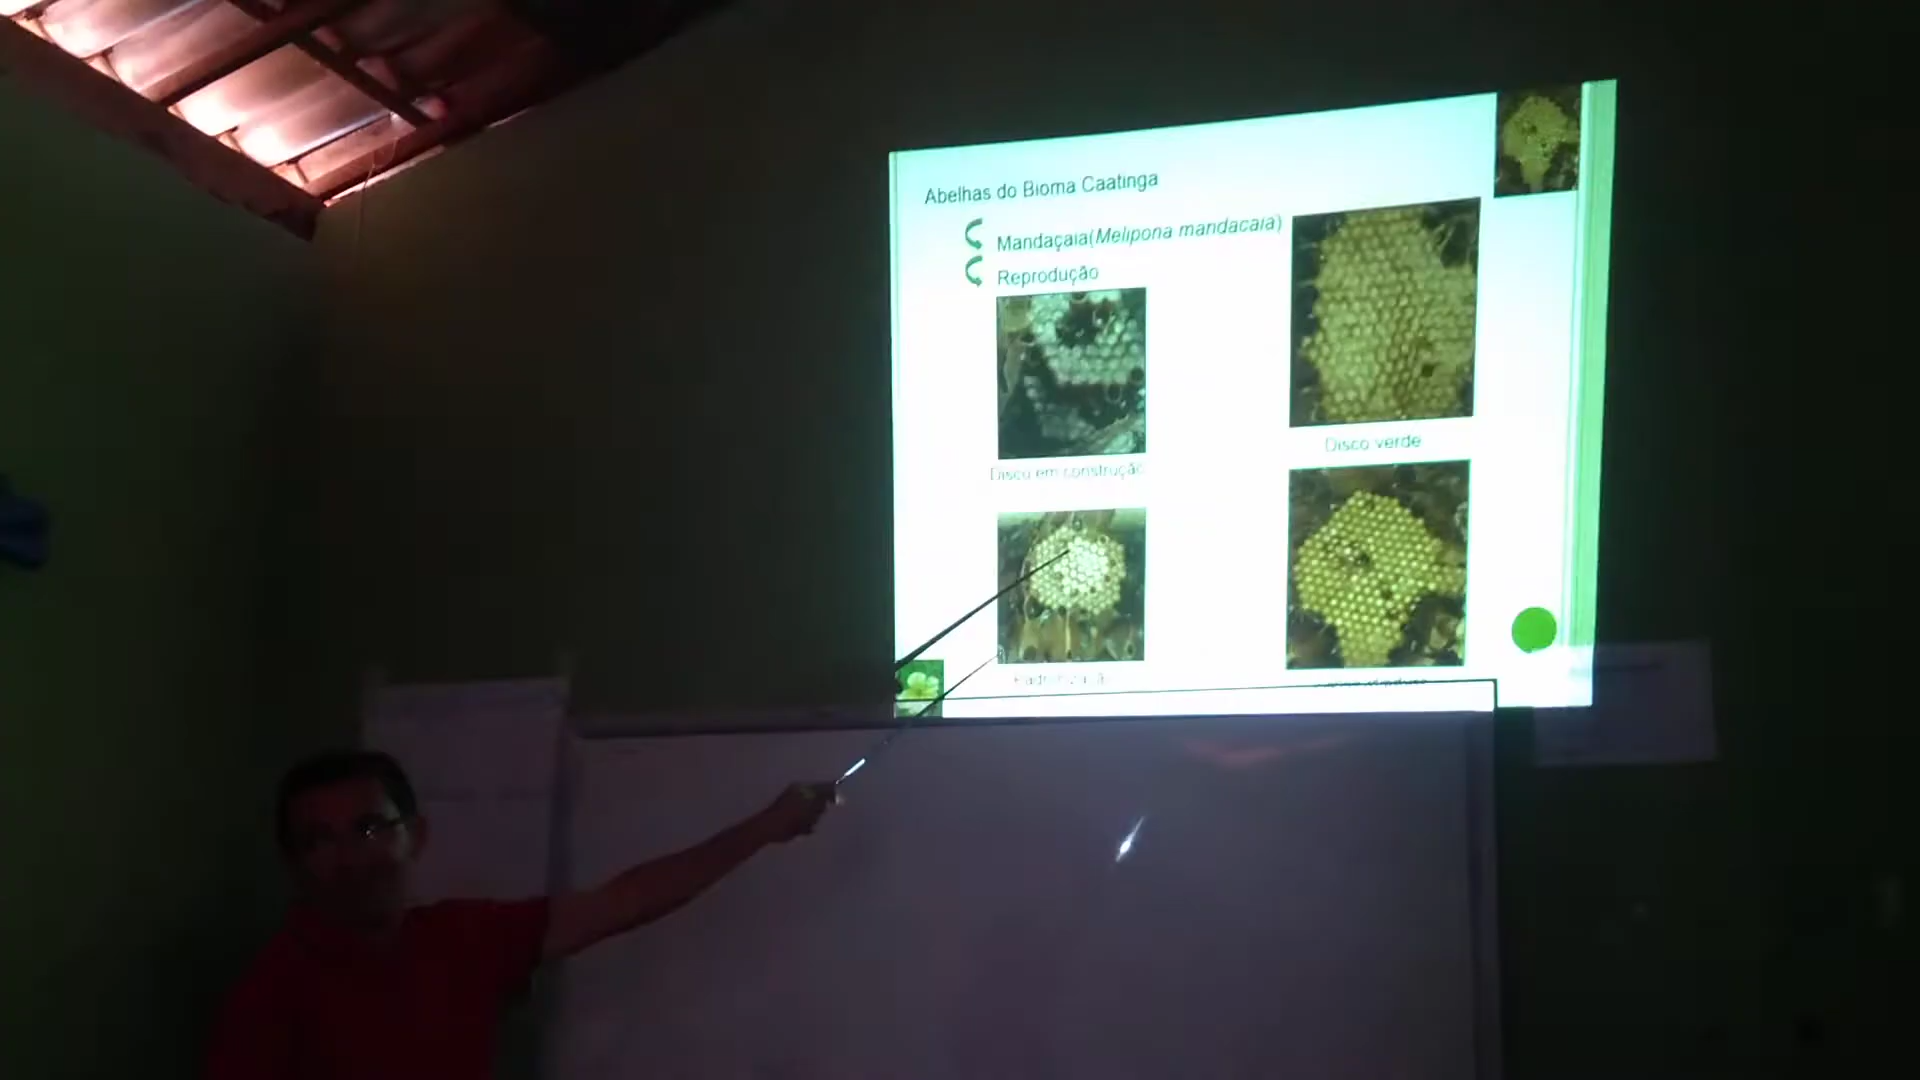 Abelhas do Bioma Caatinga
Mandaçaia(Melipona mandacaia)
Reprodução
Disco em construção
Disco verde